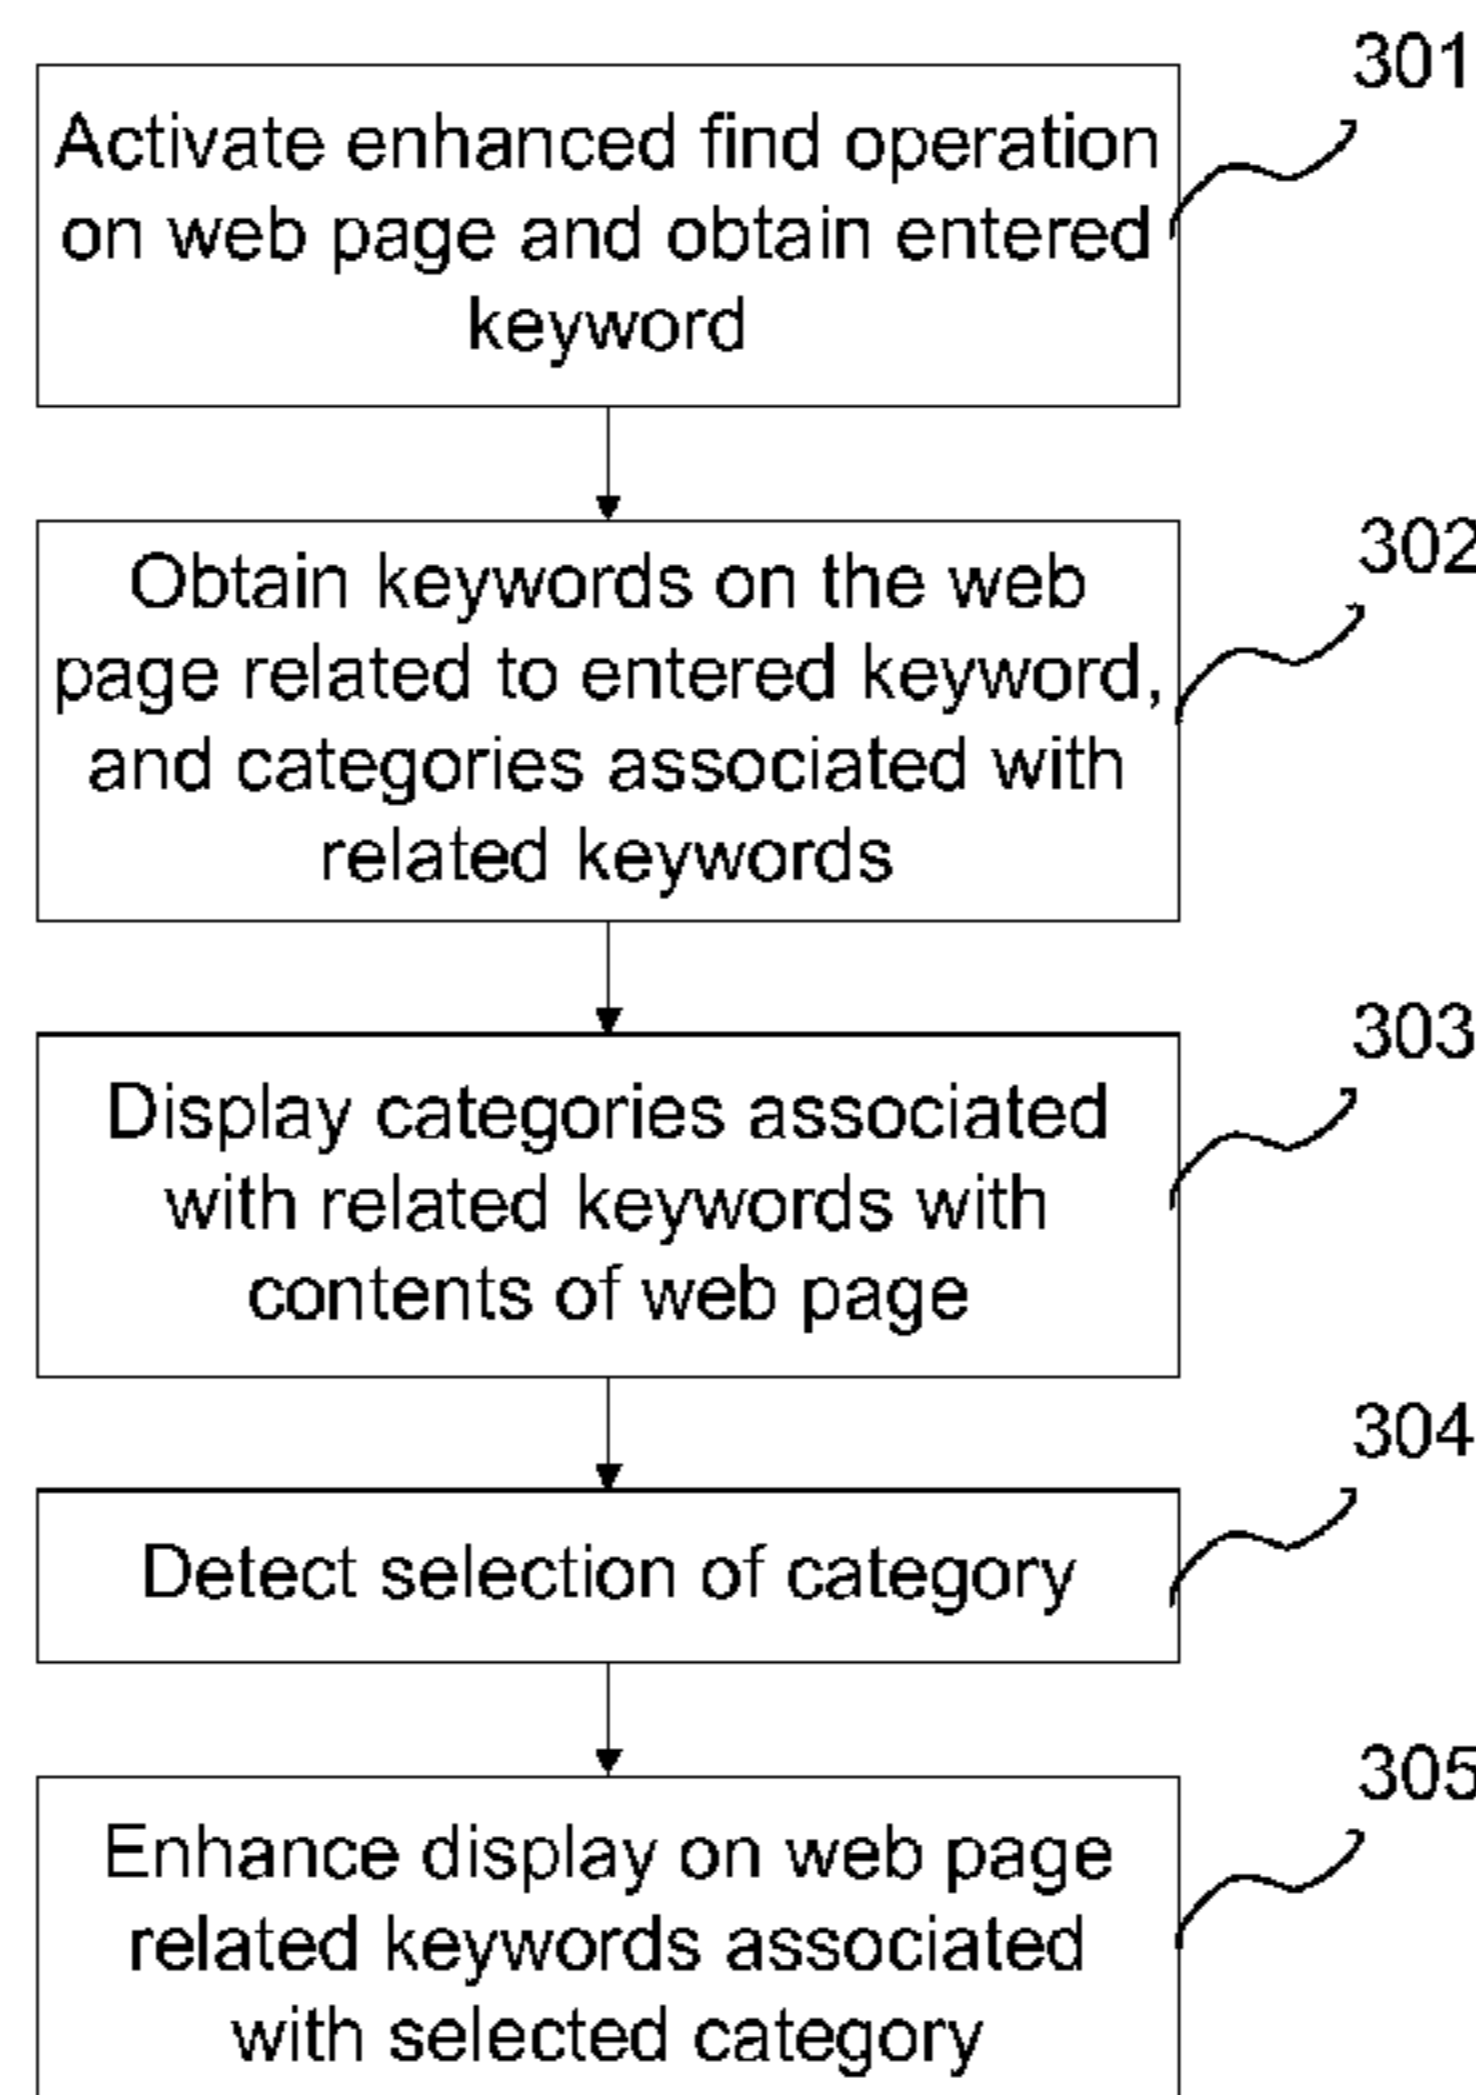 301
Activate enhanced find operation
on web page and obtain entered
keyword
302
Obtain keywords on the web
page related to entered keyword,
and categories associated with
related keywords
303
Display categories associated
with related keywords with
contents of web page
304
Detect selection of category
305
Enhance display on web page
related keywords associated
with selected category